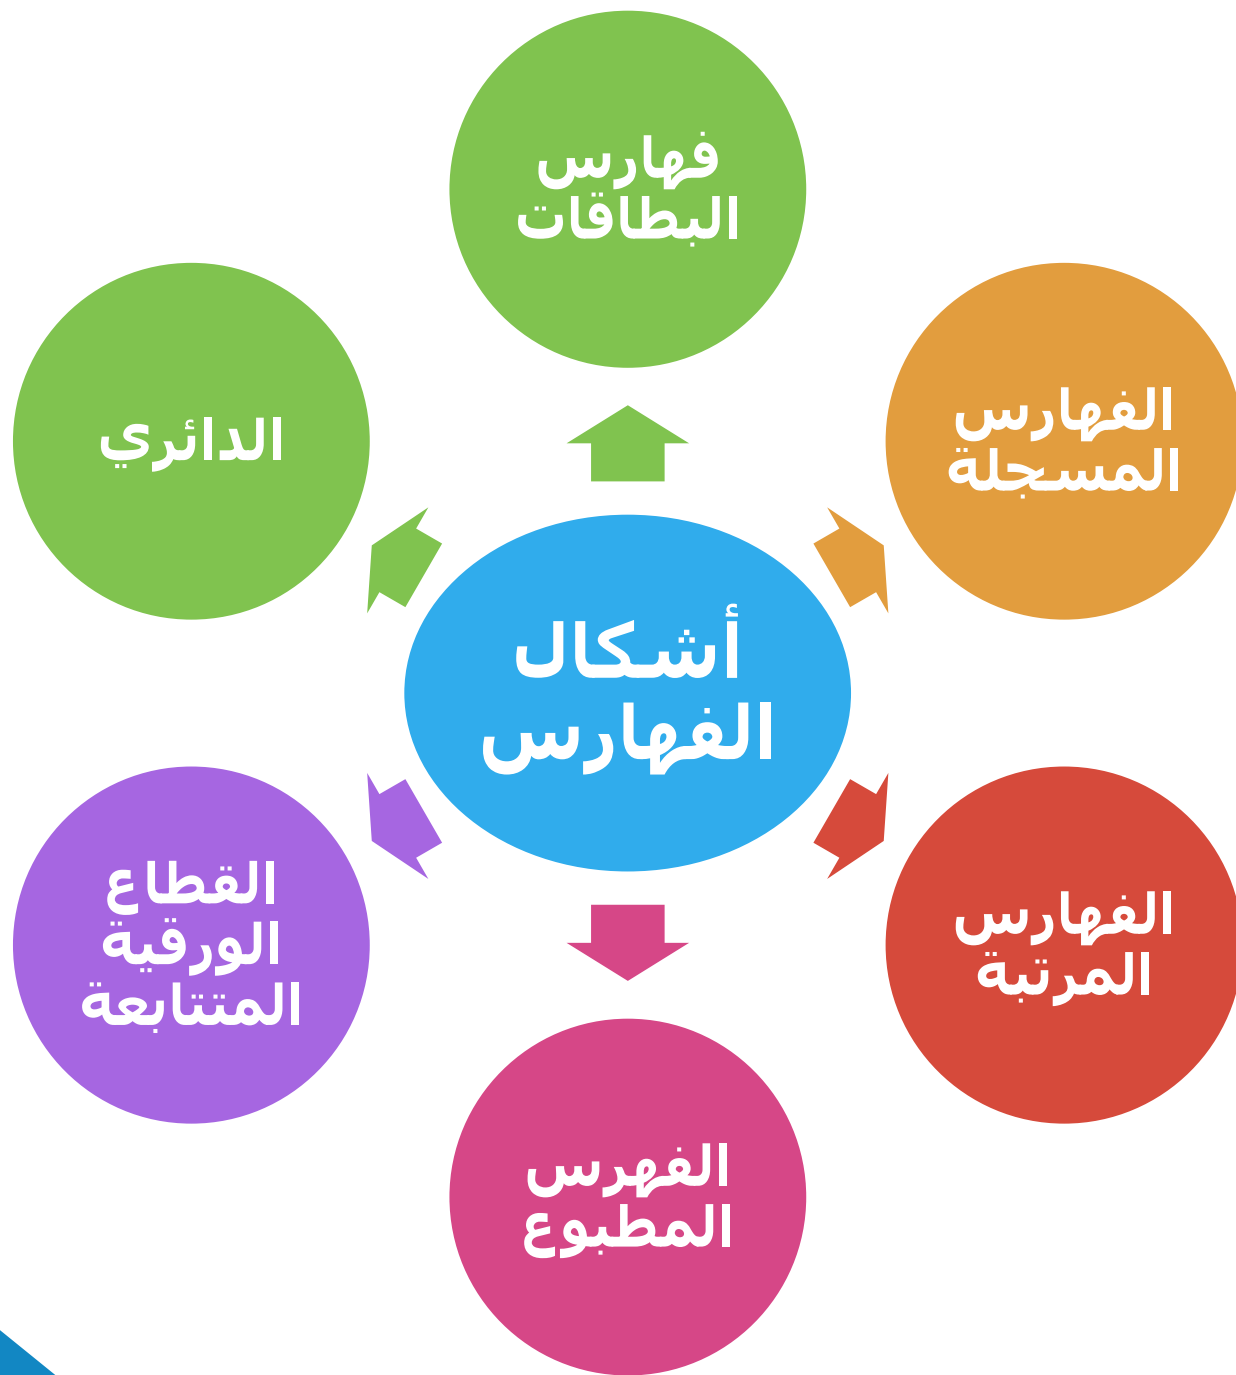 فهارس
البطاقات
الفهارس
المسجلة
الفهارس
المرتبة
الفهرس
المطبوع
القطاع
الورقية
المتتابعة
الدائري
أشكال
الفهارس